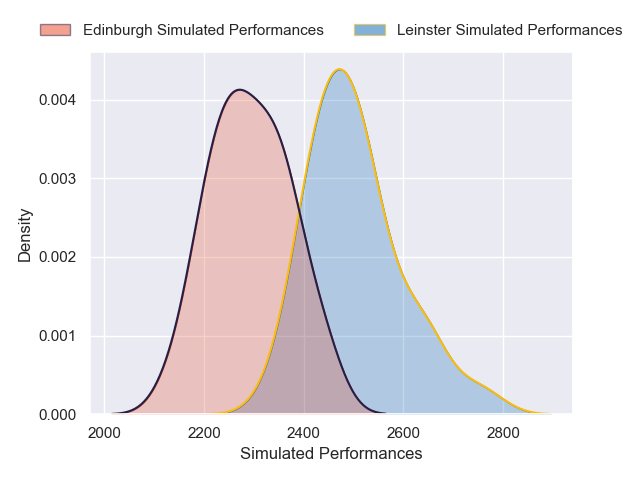 Edinburgh Simulated Performances
Leinster Simulated Performances
0.004
0.003
0.002
0.001
0.000
Density
2000 2200 2400 2600 2800
Simulated Performances